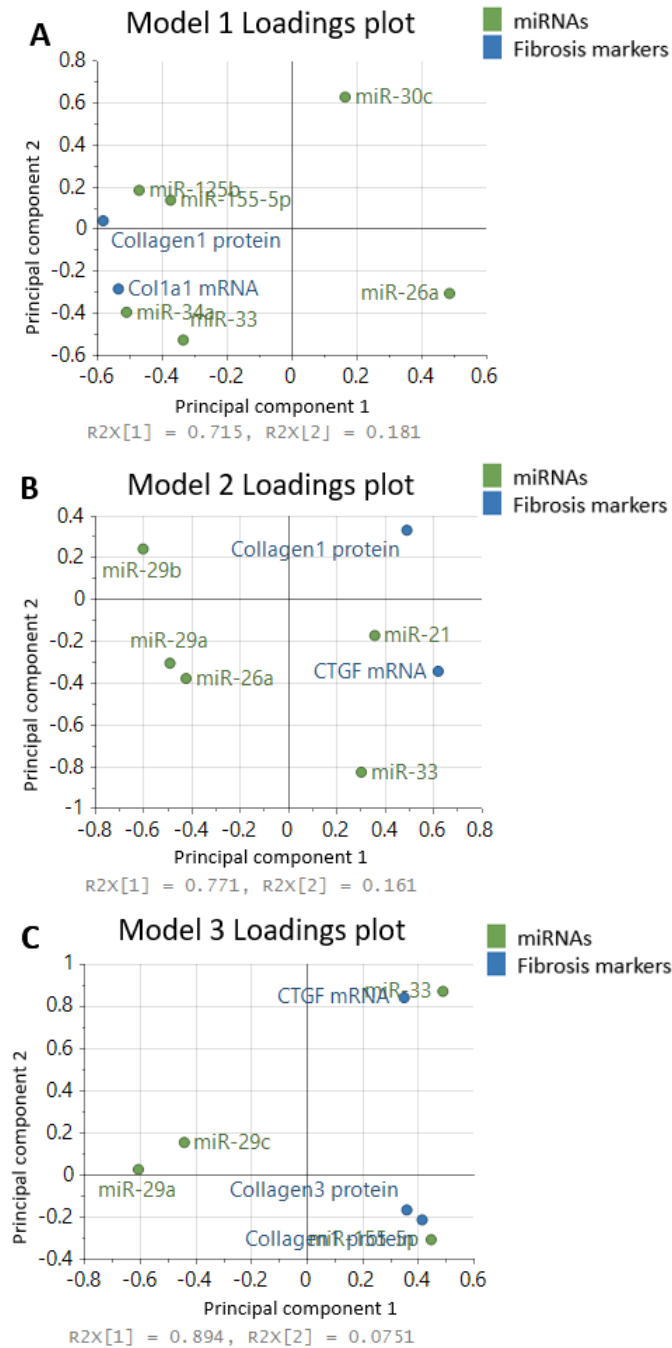 A
Model 1 Loadings plot
miRNAs
Fibrosis markers
0.8
0.6
0.4
0.2
0
-0.2
-0.4
-0.6
Principal component 2
miR-30c
miR-125b
miR-155-5p
Collagen1 protein
Col1a1 mRNA
miR-26a
miR-34a
miR-33
-0.6 -0.4 -0.2 0 0.2 0.4 0.6
Principal component 1
R2X[1] = 0.715, R2X[2] = 0.181
B
Model 2 Loadings plot
miRNAs
Fibrosis markers
0.4
0.2
0
-0.2
-0.4
-0.6
-0.8
-1
Principal component 2
Collagen1 protein
miR-29b
miR-29a
miR-21
miR-26a
CTGF mRNA
miR-33
-0.8 -0.6 -0.4 -0.2 0 0.2 0.4 0.6 0.8
Principal component 1
R2X[1] = 0.771, R2X[2] = 0.161
C
Model 3 Loadings plot
miRNAs
Fibrosis markers
1
0.8
0.6
0.4
0.2
0
-0.2
-0.4
Principal component 2
CTGF mRNA
miR-33
miR-29c
miR-29a
Collagen3 protein
Collagen1 protein
miR-155-5p
-0.8 -0.6 -0.4 -0.2 0 0.2 0.4 0.6
Principal component 1
R2X[1] = 0.894, R2X[2] = 0.0751